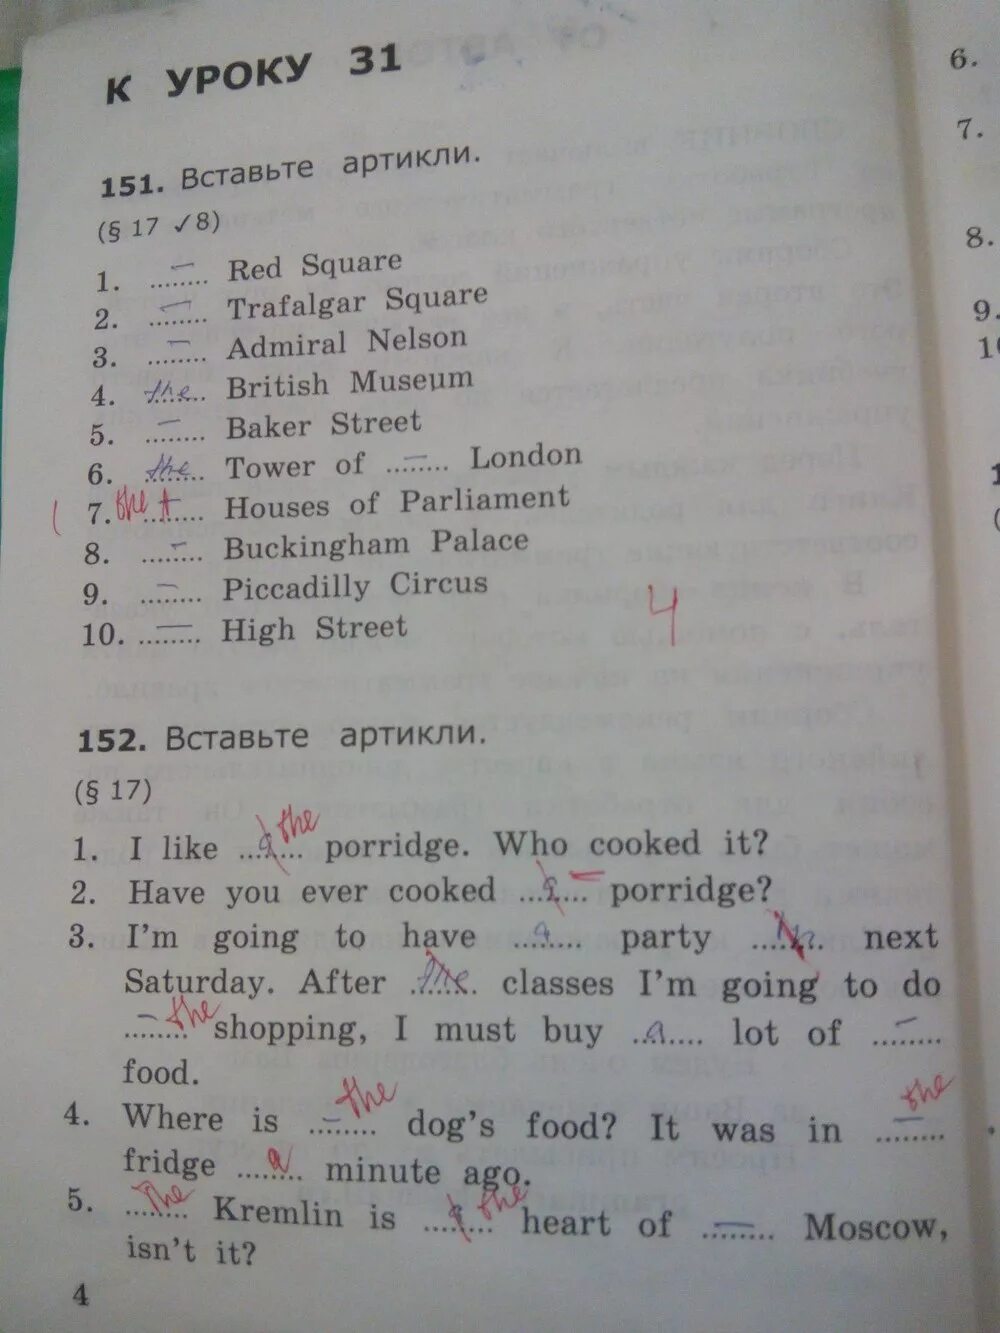 К УРОКУ 31
6.
7.
8.
9.
151. Вставьте артикли.
(§ 17 ✓8)
1. – Red Square
2. – Trafalgar Square
3. – Admiral Nelson
4. the British Museum
5. – Baker Street
6. the Tower of – London
7. the Houses of Parliament
8. – Buckingham Palace
9. – Piccadilly Circus
10. – High Street
4
152. Вставьте артикли.
(§ 17)
1. I like a the porridge. Who cooked it?
2. Have you ever cooked a – porridge?
3. I'm going to have a party ........ next
Saturday. After the classes I'm going to do
– the shopping, I must buy a lot of –
food.
4. Where is – the dog's food? It was in – the
fridge a minute ago.
5. The Kremlin is a the heart of – Moscow,
isn't it?
4